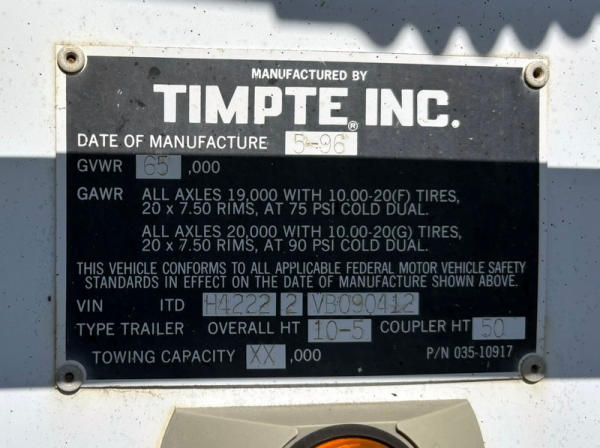 MANUFACTURED BY
TIMPTE® INC.
DATE OF MANUFACTURE 5-96
GVWR 65 ,000
GAWR ALL AXLES 19,000 WITH 10.00-20(F) TIRES,
20 x 7.50 RIMS, AT 75 PSI COLD DUAL.
ALL AXLES 20,000 WITH 10.00-20(G) TIRES,
20 x 7.50 RIMS, AT 90 PSI COLD DUAL.
THIS VEHICLE CONFORMS TO ALL APPLICABLE FEDERAL MOTOR VEHICLE SAFETY
STANDARDS IN EFFECT ON THE DATE OF MANUFACTURE SHOWN ABOVE.
VIN ITD H4222 2 VB090412
TYPE TRAILER OVERALL HT 10-5 COUPLER HT 50
TOWING CAPACITY XX ,000 P/N 035-10917